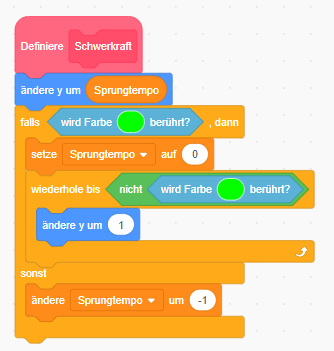 Definiere Schwerkraft
ändere y um Sprungtempo
falls wird Farbe berührt? , dann
setze Sprungtempo auf 0
wiederhole bis nicht wird Farbe berührt?
ändere y um 1
sonst
ändere Sprungtempo um -1